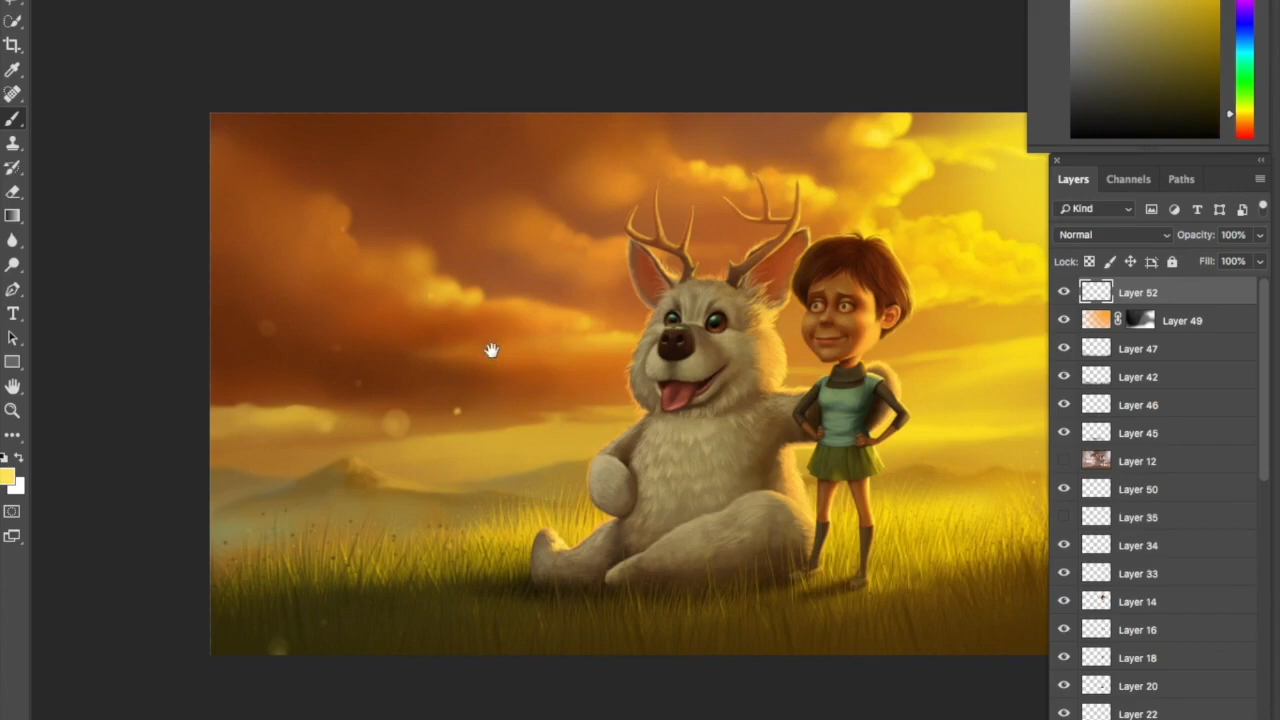 Layers Channels Paths
Kind
Normal Opacity: 100%
Lock: Fill: 100%
Layer 52
Layer 49
Layer 47
Layer 42
Layer 46
Layer 45
Layer 12
Layer 50
Layer 35
Layer 34
Layer 33
Layer 14
Layer 16
Layer 18
Layer 20
Layer 22